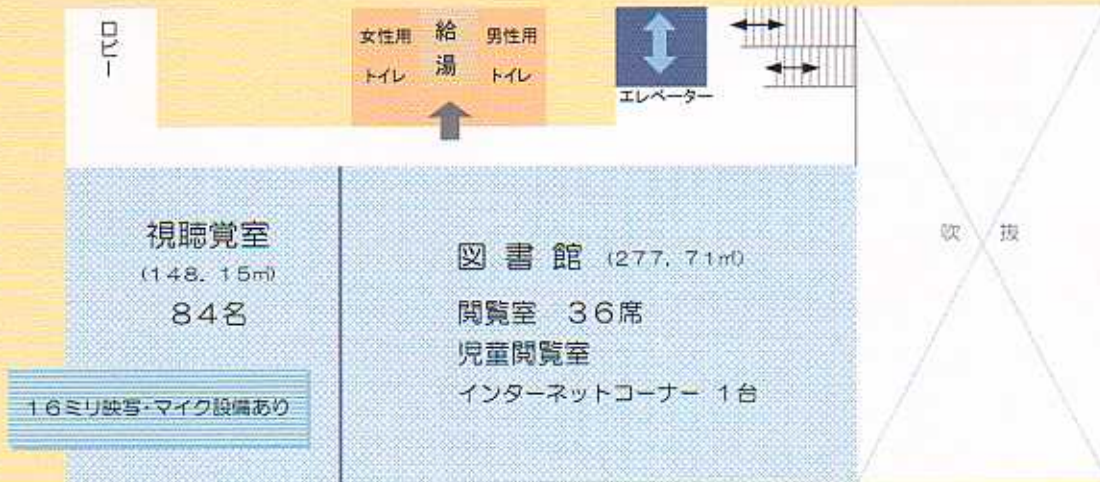 ロビー
女性用
トイレ
給湯
男性用
トイレ
エレベーター
視聴覚室
(148.15㎡)
84名
16ミリ映写・マイク設備あり
図書館 (277.71㎡)
閲覧室 36席
児童閲覧室
インターネットコーナー 1台
吹抜